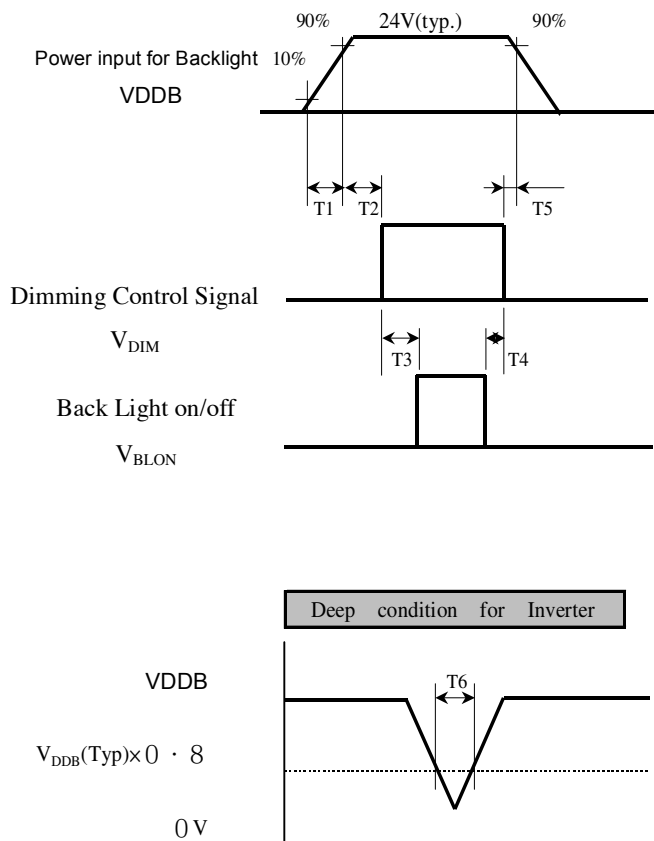 90% 24V(typ.) 90%
Power input for Backlight 10%
VDDB
T1 T2 T5
Dimming Control Signal
VDIM
T3 T4
Back Light on/off
VBLON
Deep condition for Inverter
VDDB
T6
VDDB(Typ)×0・8
0V